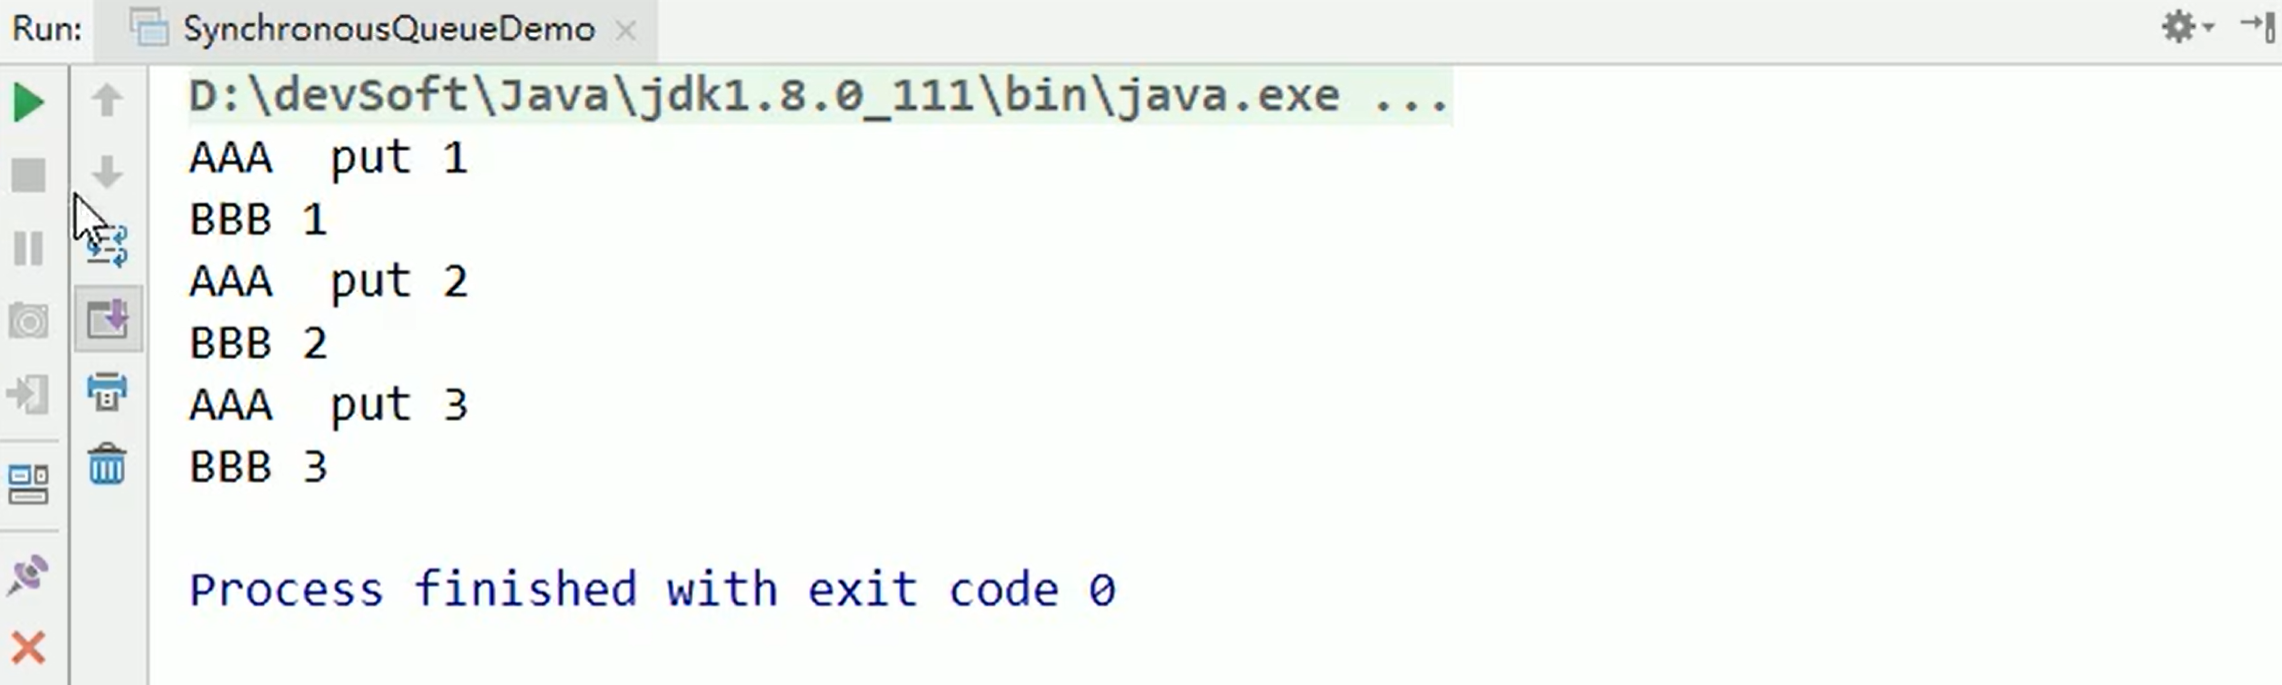 Run: SynchronousQueueDemo
D:\devSoft\Java\jdk1.8.0_111\bin\java.exe ...
AAA  put 1
BBB 1
AAA  put 2
BBB 2
AAA  put 3
BBB 3
Process finished with exit code 0